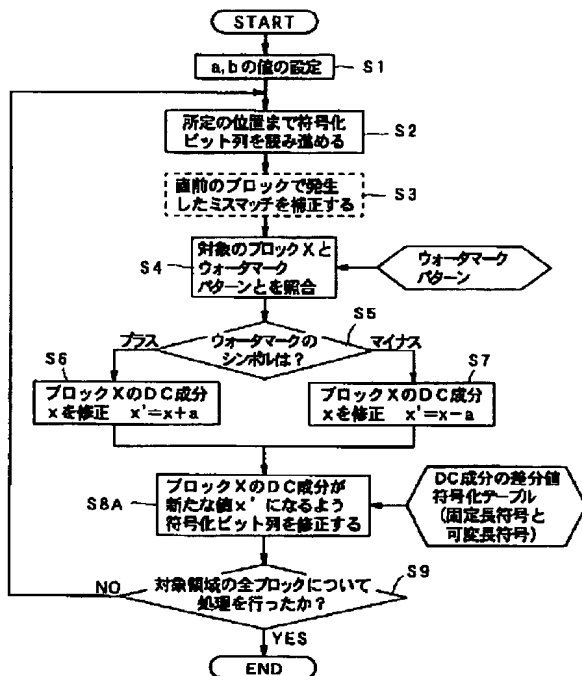 START
a,bの値の設定
S1
所定の位置まで符号化
ビット列を読み進める
S2
直前のブロックで発生
したミスマッチを補正する
S3
S4
対象のブロックXと
ウォータマーク
パターンとを照合
ウォータマーク
パターン
S5
プラス
ウォータマークの
シンボルは?
マイナス
S6
ブロックXのDC成分
xを修正 x'=x+a
S7
ブロックXのDC成分
xを修正 x'=x-a
S8A
ブロックXのDC成分が
新たな値x'になるよう
符号化ビット列を修正する
DC成分の差分値
符号化テーブル
(固定長符号と
可変長符号)
S9
NO
対象領域の全ブロックについて
処理を行ったか?
YES
END